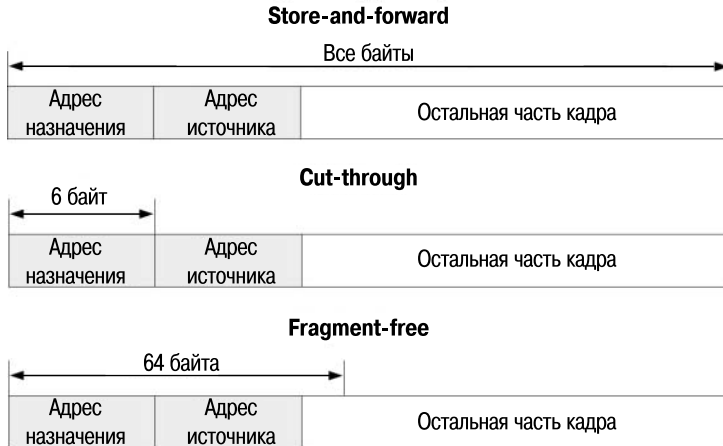 Store-and-forward
Все байты
Адрес назначения
Адрес источника
Остальная часть кадра
Cut-through
6 байт
Адрес назначения
Адрес источника
Остальная часть кадра
Fragment-free
64 байта
Адрес назначения
Адрес источника
Остальная часть кадра